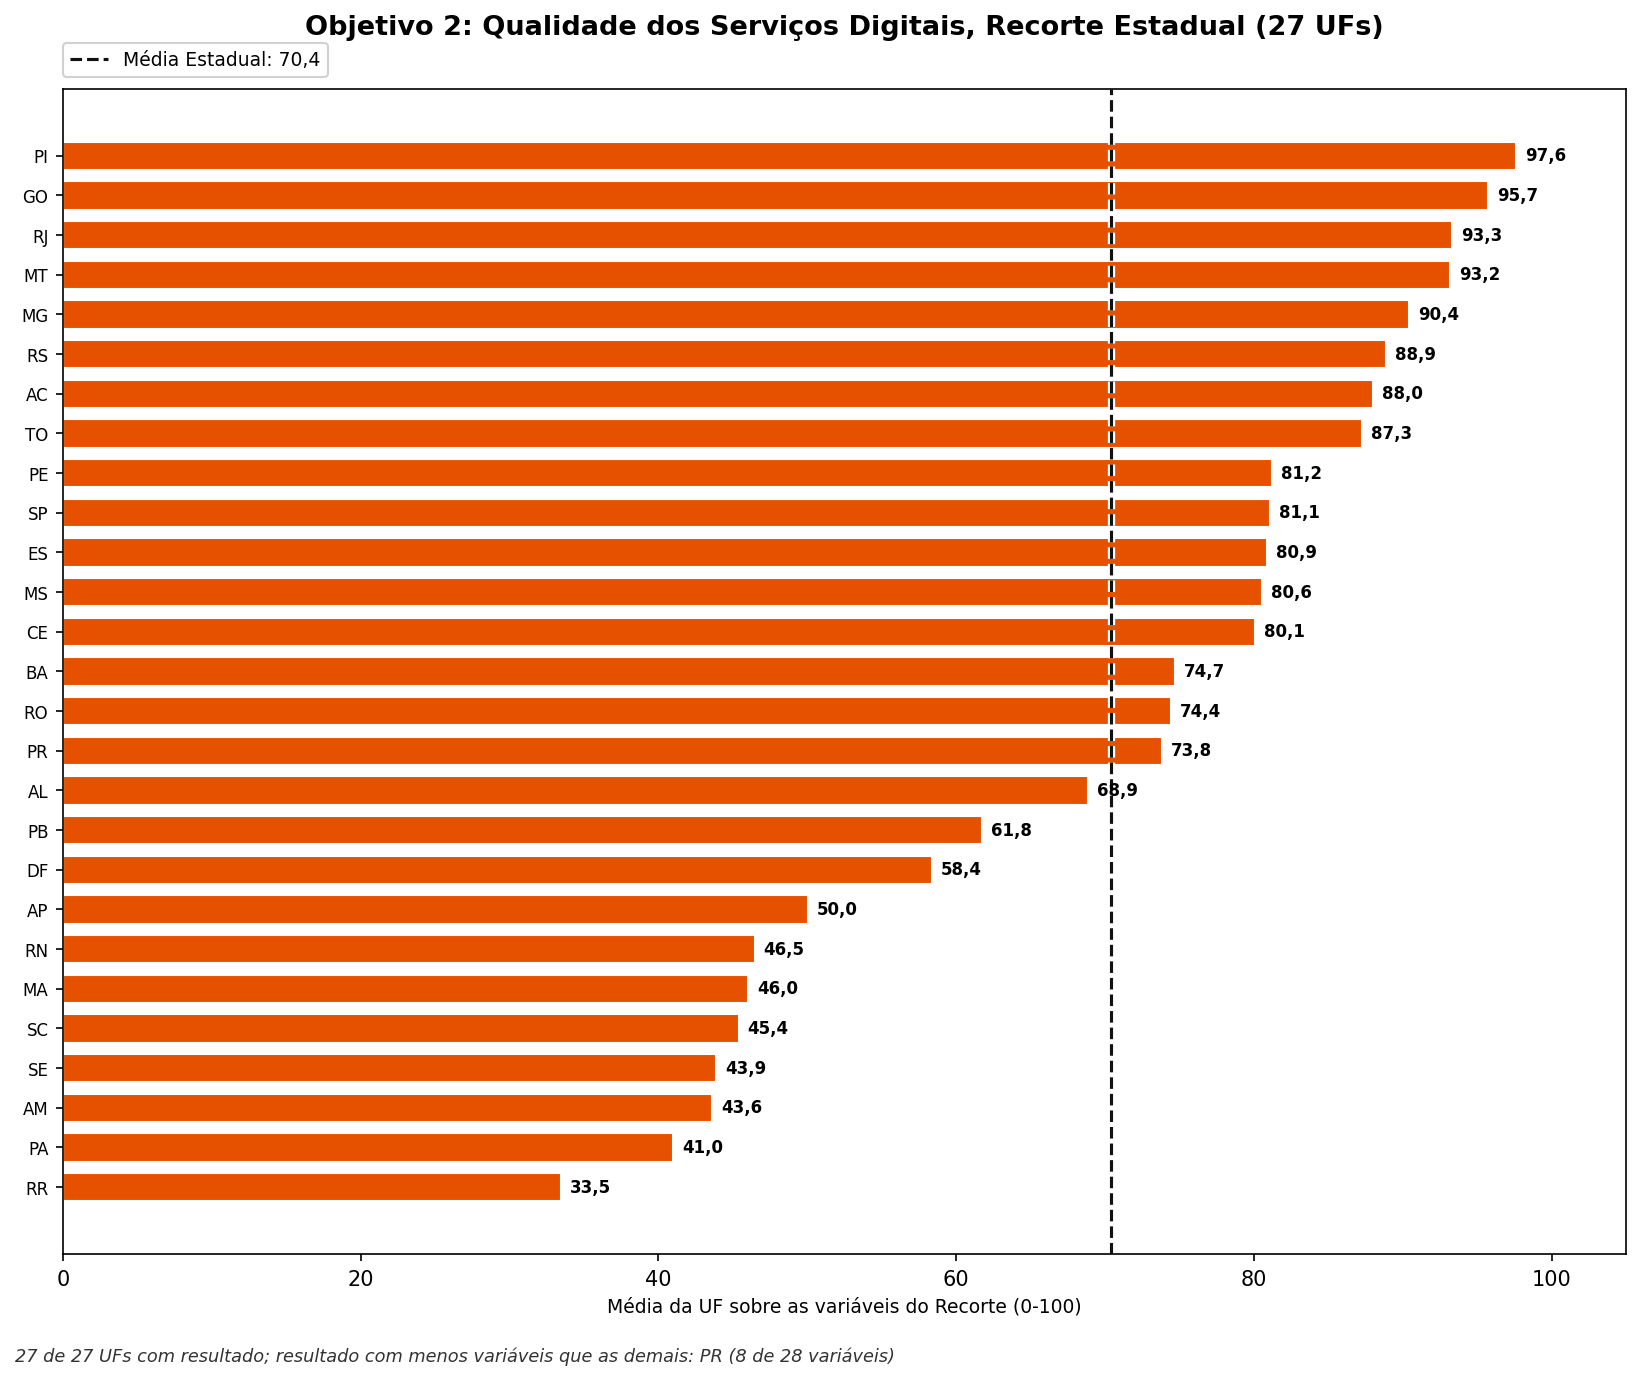 Objetivo 2: Qualidade dos Serviços Digitais, Recorte Estadual (27 UFs)
Média Estadual: 70,4
PI 97,6
GO 95,7
RJ 93,3
MT 93,2
MG 90,4
RS 88,9
AC 88,0
TO 87,3
PE 81,2
SP 81,1
ES 80,9
MS 80,6
CE 80,1
BA 74,7
RO 74,4
PR 73,8
AL 68,9
PB 61,8
DF 58,4
AP 50,0
RN 46,5
MA 46,0
SC 45,4
SE 43,9
AM 43,6
PA 41,0
RR 33,5
0 20 40 60 80 100
Média da UF sobre as variáveis do Recorte (0-100)
27 de 27 UFs com resultado; resultado com menos variáveis que as demais: PR (8 de 28 variáveis)